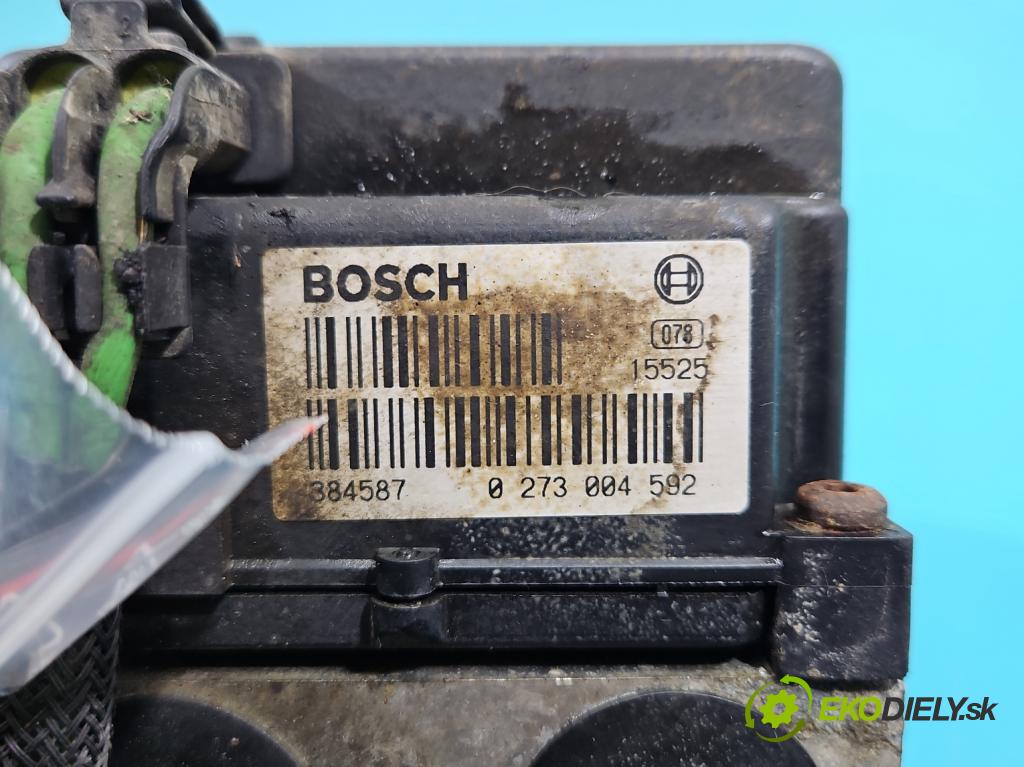 BOSCH
078
15525
384587 0 273 004 592
EKODIELY.sk